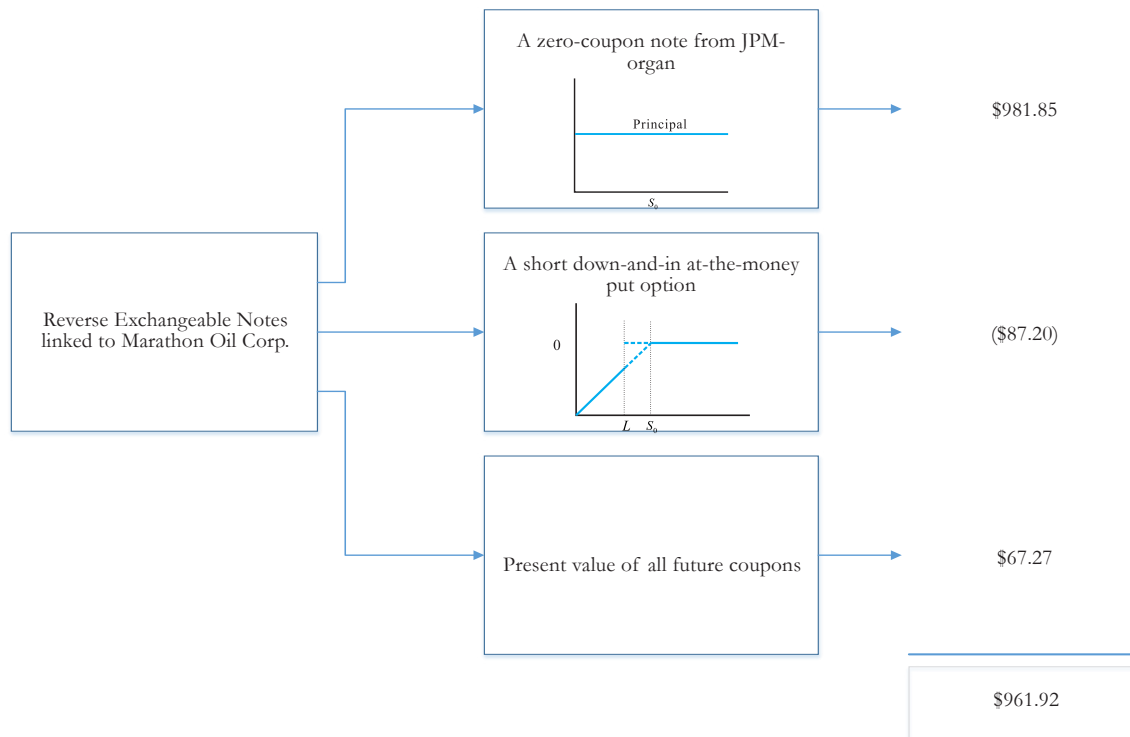 A zero-coupon note from JPM-
organ
Principal
S₀
$981.85
Reverse Exchangeable Notes
linked to Marathon Oil Corp.
A short down-and-in at-the-money
put option
0
L S₀
($87.20)
Present value of all future coupons
$67.27
$961.92